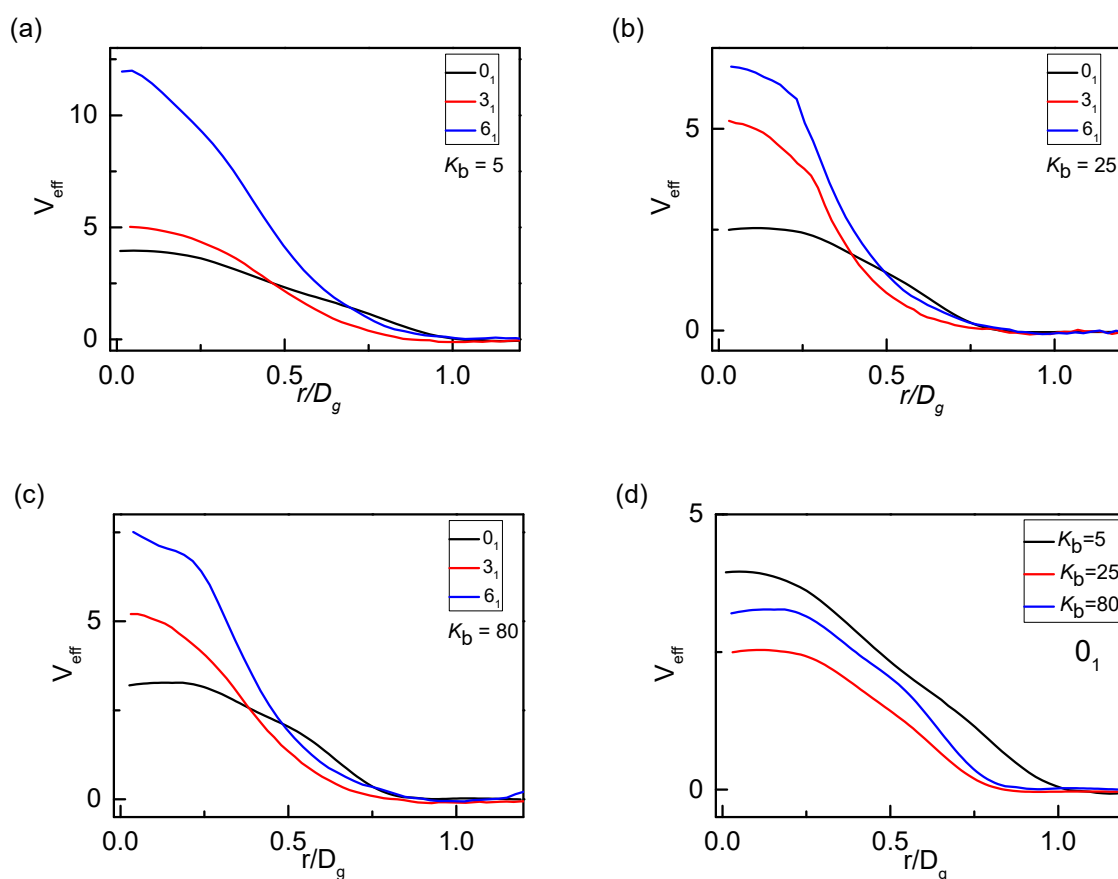 (a)
V_eff
10
5
0
0_1
3_1
6_1
K_b = 5
0.0
0.5
1.0
r/D_g
(b)
V_eff
5
0
0_1
3_1
6_1
K_b = 25
0.0
0.5
1.0
r/D_g
(c)
V_eff
5
0
0_1
3_1
6_1
K_b = 80
0.0
0.5
1.0
r/D_g
(d)
V_eff
5
0
K_b=5
K_b=25
K_b=80
0_1
0.0
0.5
1.0
r/D_g